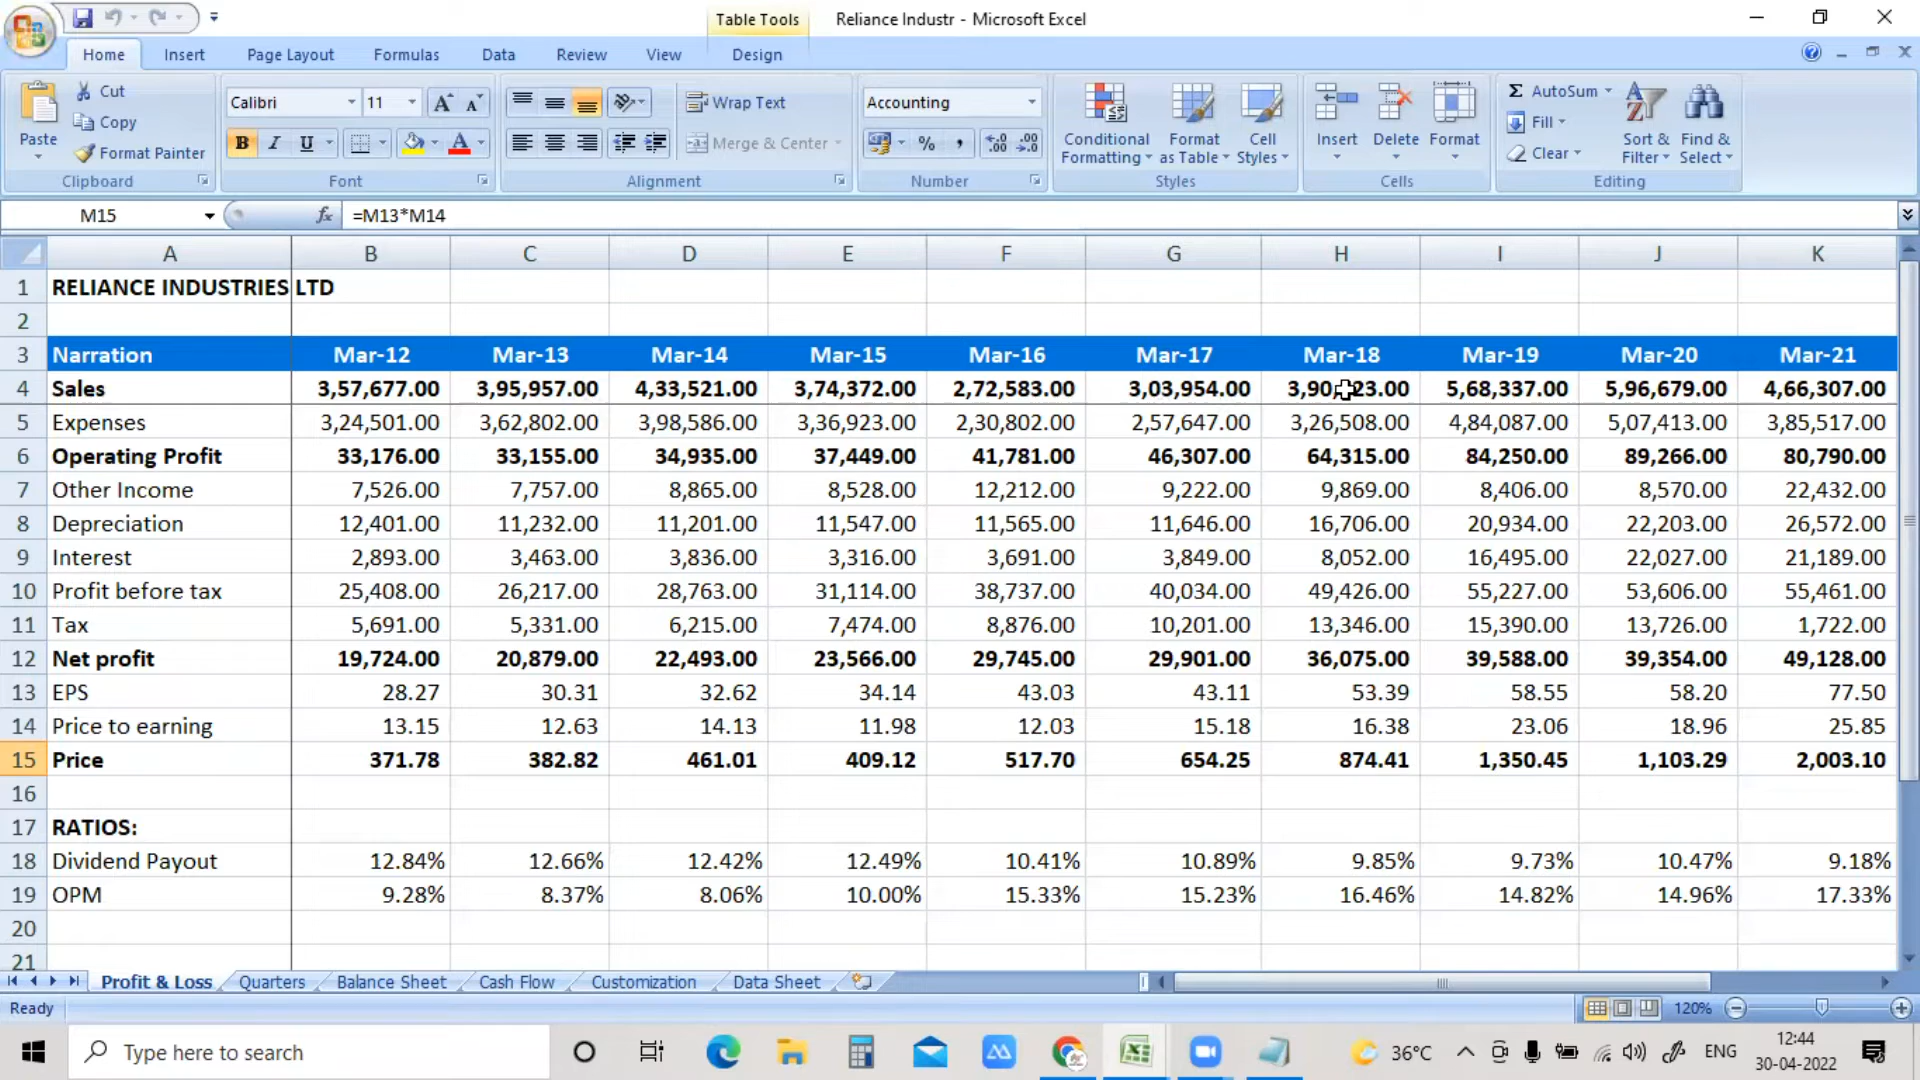 Table Tools
Reliance Industr - Microsoft Excel
Home Insert Page Layout Formulas Data Review View Design
Paste
Cut
Copy
Format Painter
Clipboard
Calibri 11
B I U
Font
Wrap Text
Merge & Center
Alignment
Accounting
Number
Conditional Formatting
Format as Table
Cell Styles
Styles
Insert Delete Format
Cells
Σ AutoSum
Fill
Clear
Sort & Filter
Find & Select
Editing
M15 fx =M13*M14
A B C D E F G H I J K
1 RELIANCE INDUSTRIES LTD
2
3 Narration Mar-12 Mar-13 Mar-14 Mar-15 Mar-16 Mar-17 Mar-18 Mar-19 Mar-20 Mar-21
4 Sales 3,57,677.00 3,95,957.00 4,33,521.00 3,74,372.00 2,72,583.00 3,03,954.00 5,68,337.00 5,96,679.00 4,66,307.00
5 Expenses 3,24,501.00 3,62,802.00 3,98,586.00 3,36,923.00 2,30,802.00 2,57,647.00 3,26,508.00 4,84,087.00 5,07,413.00 3,85,517.00
6 Operating Profit 33,176.00 33,155.00 34,935.00 37,449.00 41,781.00 46,307.00 64,315.00 84,250.00 89,266.00 80,790.00
7 Other Income 7,526.00 7,757.00 8,865.00 8,528.00 12,212.00 9,222.00 9,869.00 8,406.00 8,570.00 22,432.00
8 Depreciation 12,401.00 11,232.00 11,201.00 11,547.00 11,565.00 11,646.00 16,706.00 20,934.00 22,203.00 26,572.00
9 Interest 2,893.00 3,463.00 3,836.00 3,316.00 3,691.00 3,849.00 8,052.00 16,495.00 22,027.00 21,189.00
10 Profit before tax 25,408.00 26,217.00 28,763.00 31,114.00 38,737.00 40,034.00 49,426.00 55,227.00 53,606.00 55,461.00
11 Tax 5,691.00 5,331.00 6,215.00 7,474.00 8,876.00 10,201.00 13,346.00 15,390.00 13,726.00 1,722.00
12 Net profit 19,724.00 20,879.00 22,493.00 23,566.00 29,745.00 29,901.00 36,075.00 39,588.00 39,354.00 49,128.00
13 EPS 28.27 30.31 32.62 34.14 43.03 43.11 53.39 58.55 58.20 77.50
14 Price to earning 13.15 12.63 14.13 11.98 12.03 15.18 16.38 23.06 18.96 25.85
15 Price 371.78 382.82 461.01 409.12 517.70 654.25 874.41 1,350.45 1,103.29 2,003.10
16
17 RATIOS:
18 Dividend Payout 12.84% 12.66% 12.42% 12.49% 10.41% 10.89% 9.85% 9.73% 10.47% 9.18%
19 OPM 9.28% 8.37% 8.06% 10.00% 15.33% 15.23% 16.46% 14.82% 14.96% 17.33%
20
21
Profit & Loss Quarters Balance Sheet Cash Flow Customization Data Sheet
Ready 120%
Type here to search
36°C ENG
12:44
30-04-2022